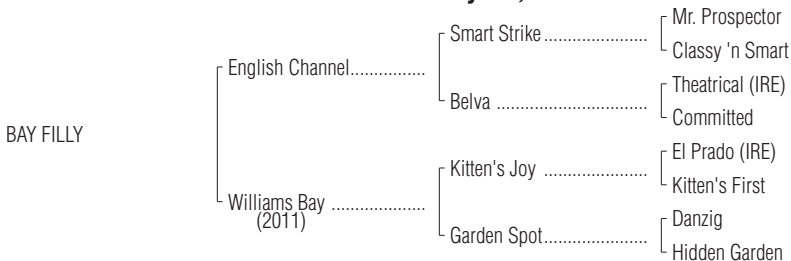 Mr. Prospector
Smart Strike......................
Classy 'n Smart
English Channel................
Theatrical (IRE)
Belva ................................
Committed
BAY FILLY
El Prado (IRE)
Kitten's Joy ......................
Kitten's First
Williams Bay ....................
(2011)
Danzig
Garden Spot......................
Hidden Garden